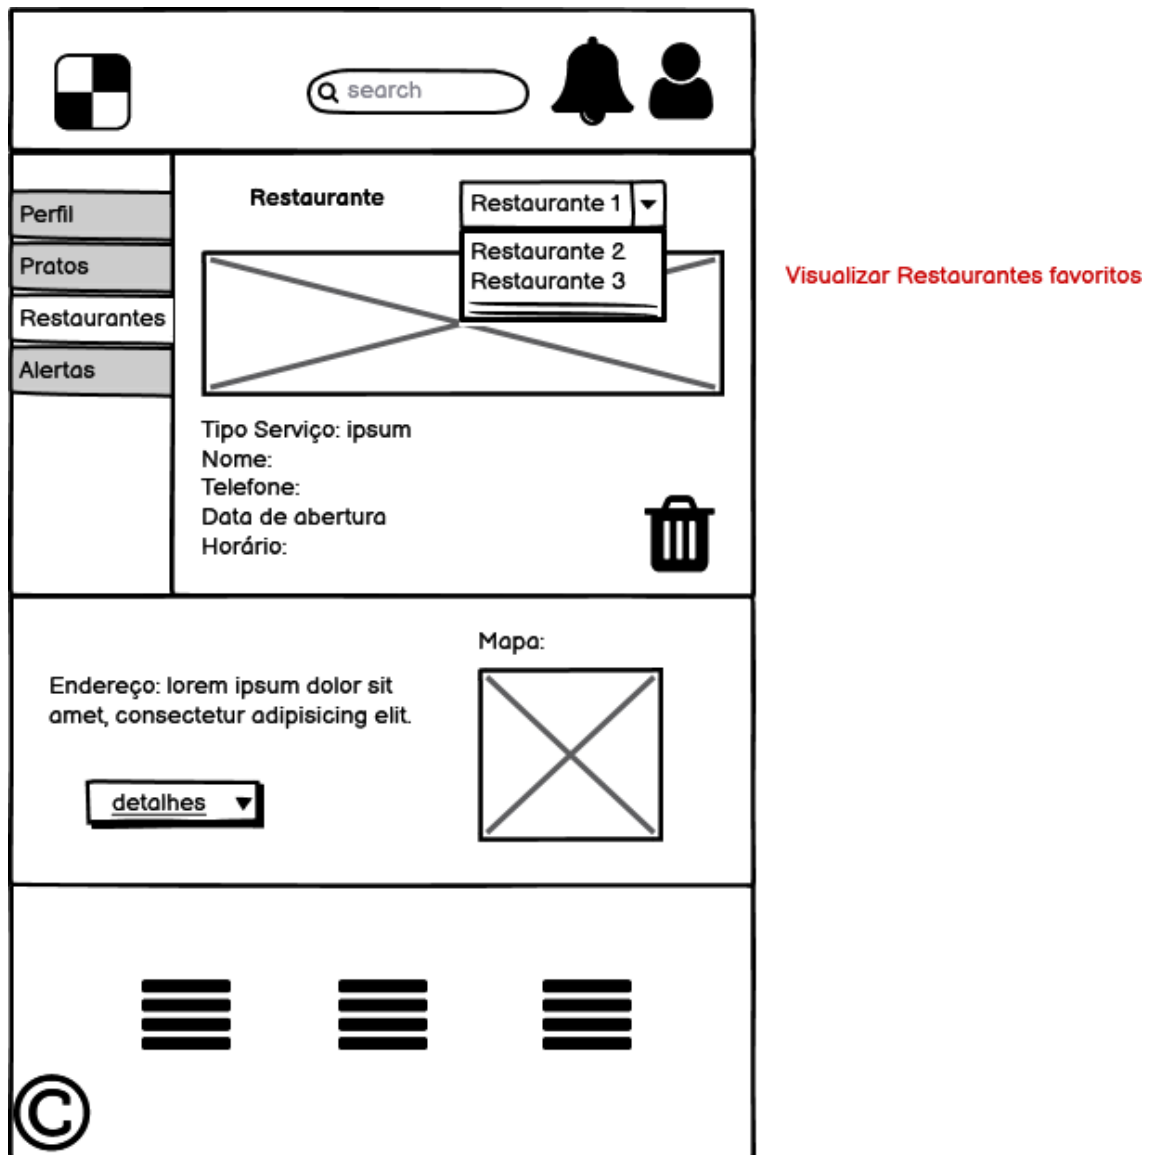 search
Perfil
Pratos
Restaurantes
Alertas
Restaurante
Restaurante 1
Restaurante 2
Restaurante 3
Visualizar Restaurantes favoritos
Tipo Serviço: ipsum
Nome:
Telefone:
Data de abertura
Horário:
Mapa:
Endereço: lorem ipsum dolor sit
amet, consectetur adipisicing elit.
detalhes
©